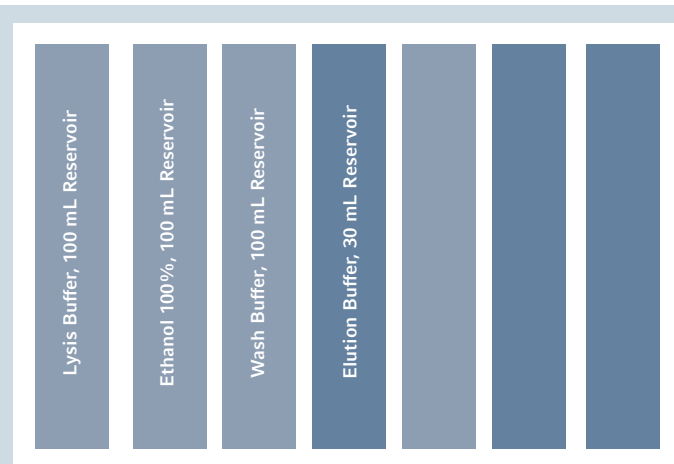 Lysis Buffer, 100 mL Reservoir
Ethanol 100%, 100 mL Reservoir
Wash Buffer, 100 mL Reservoir
Elution Buffer, 30 mL Reservoir